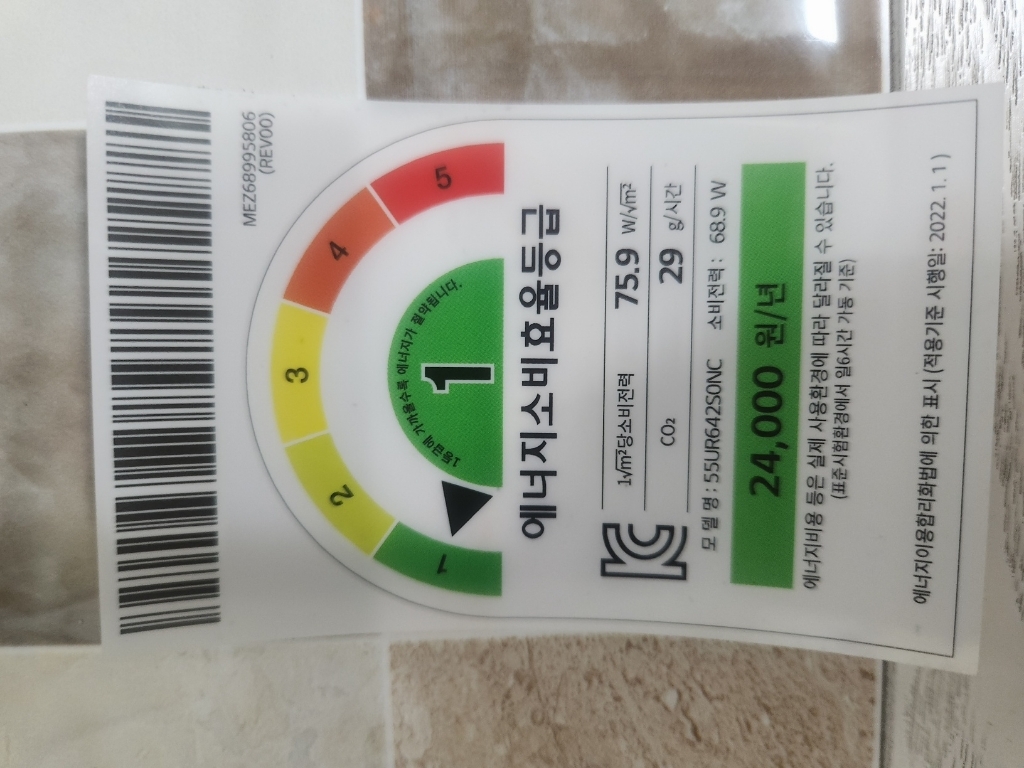 MEZ68995806
(REV00)
1 2 3 4 5
1등급에 가까울수록 에너지가 절약됩니다.
1
에너지소비효율등급
1√m²당소비전력 75.9 W/√m²
CO₂ 29 g/시간
모델명 : 55UR642S0NC 소비전력 : 68.9 W
24,000 원/년
에너지비용 등은 실제 사용환경에 따라 달라질 수 있습니다.
(표준시험환경에서 일6시간 가동 기준)
에너지이용합리화법에 의한 표시 (적용기준 시행일: 2022. 1. 1 )